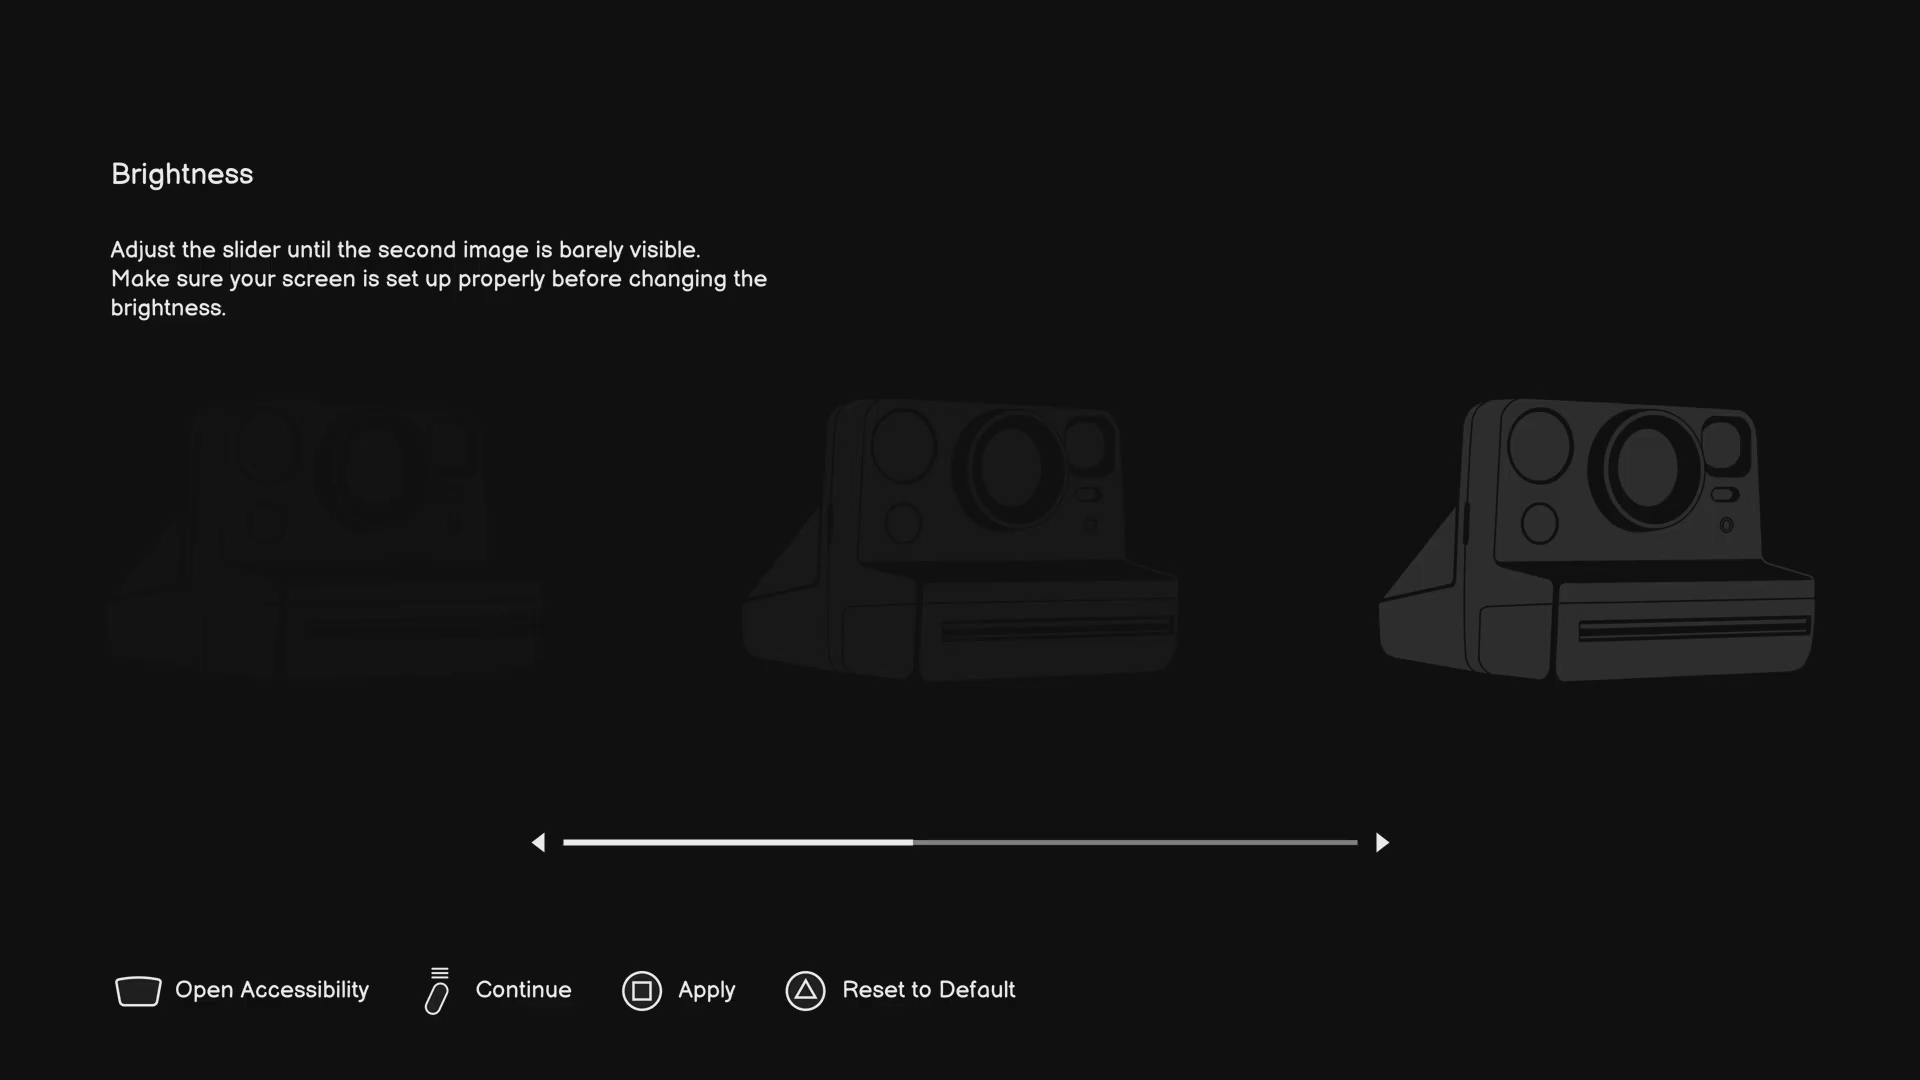 Brightness
Adjust the slider until the second image is barely visible.
Make sure your screen is set up properly before changing the
brightness.
Open Accessibility
Continue
Apply
Reset to Default